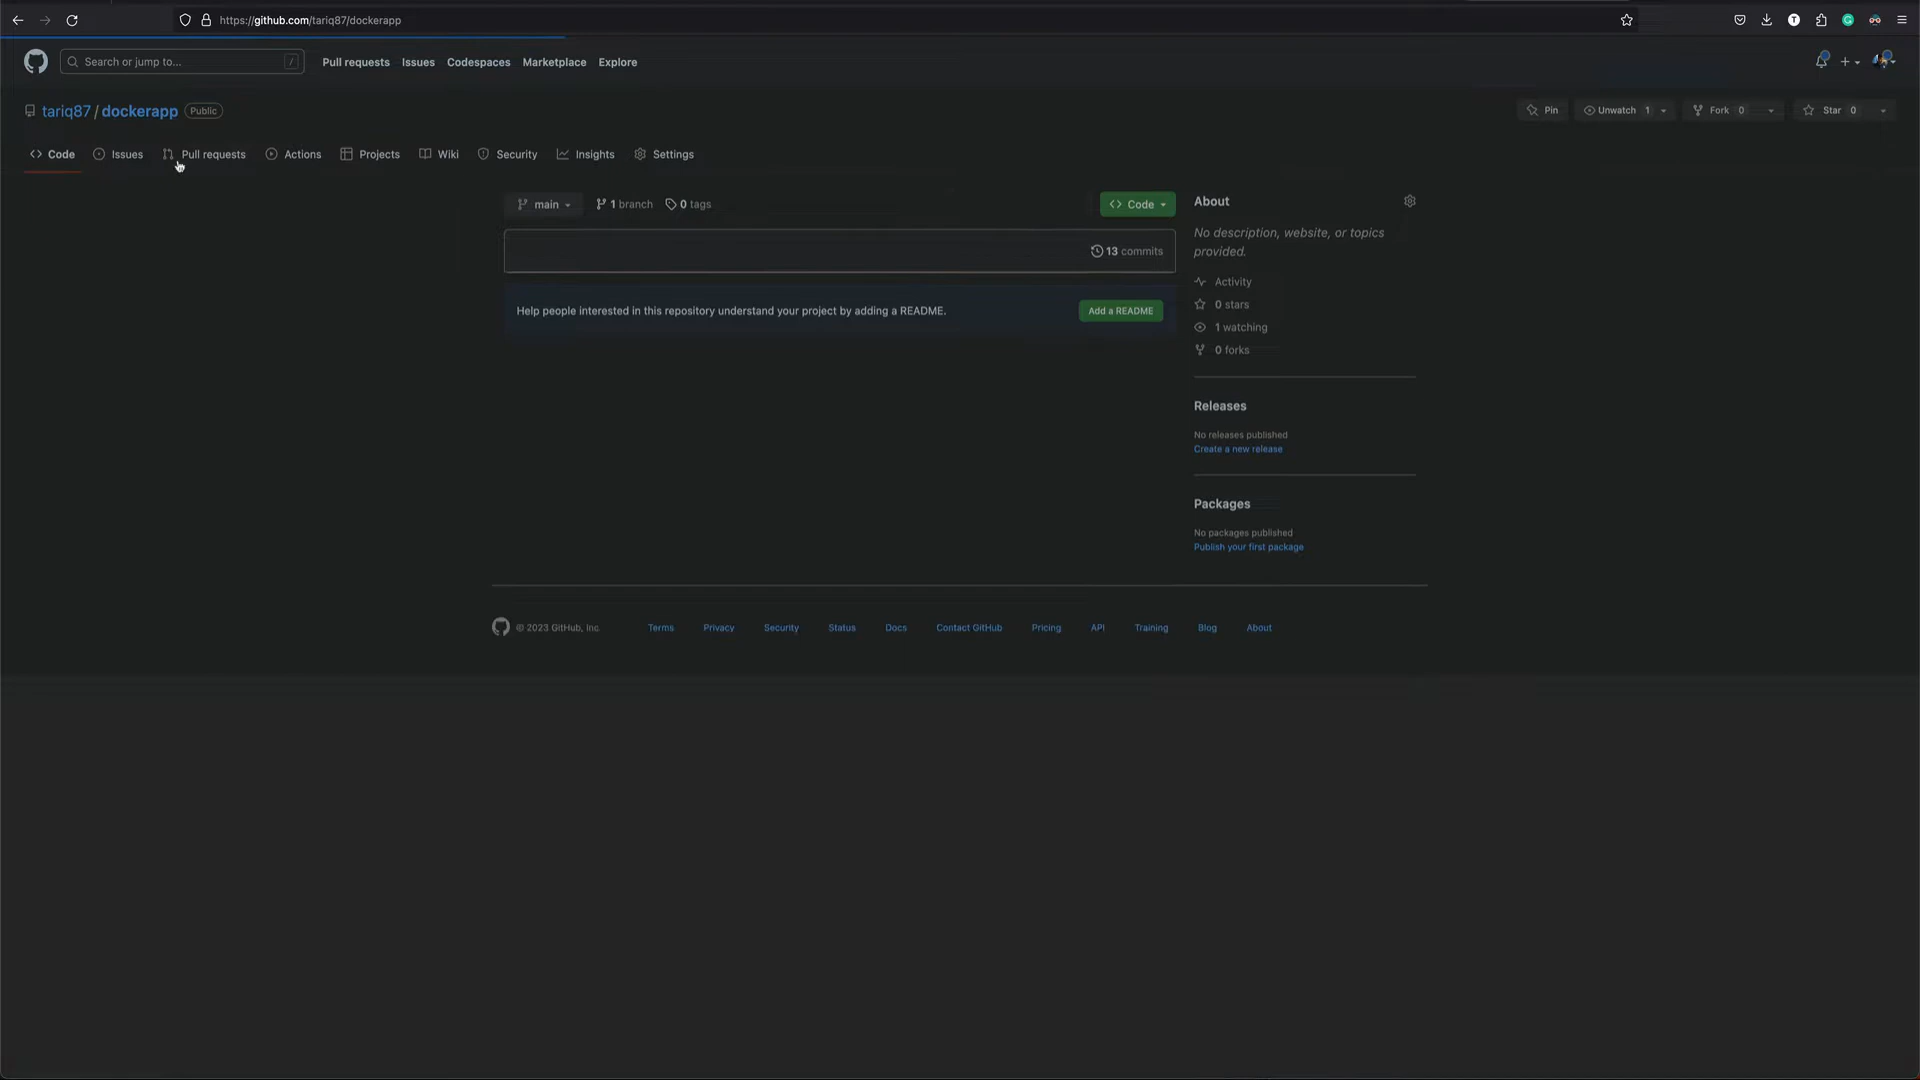 https://github.com/tariq87/dockerapp
Search or jump to... /
Pull requests Issues Codespaces Marketplace Explore
tariq87 / dockerapp Public
Pin Unwatch 1 Fork 0 Star 0
Code Issues Pull requests Actions Projects Wiki Security Insights Settings
main 1 branch 0 tags Code
13 commits
Help people interested in this repository understand your project by adding a README. Add a README
About
No description, website, or topics
provided.
Activity
0 stars
1 watching
0 forks
Releases
No releases published
Create a new release
Packages
No packages published
Publish your first package
© 2023 GitHub, Inc. Terms Privacy Security Status Docs Contact GitHub Pricing API Training Blog About